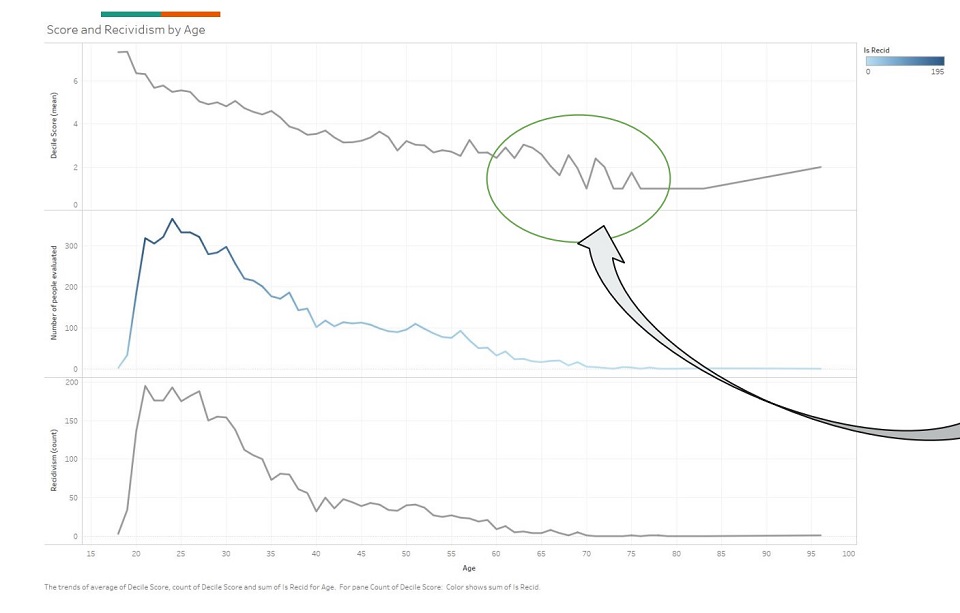 Score and Recividism by Age
Is Recid
0 195
Decile Score (mean)
6
4
2
0
Number of people evaluated
300
200
100
0
Recidivism (count)
200
150
100
50
0
15 20 25 30 35 40 45 50 55 60 65 70 75 80 85 90 95 100
Age
The trends of average of Decile Score, count of Decile Score and sum of Is Recid for Age. For pane Count of Decile Score: Color shows sum of Is Recid.